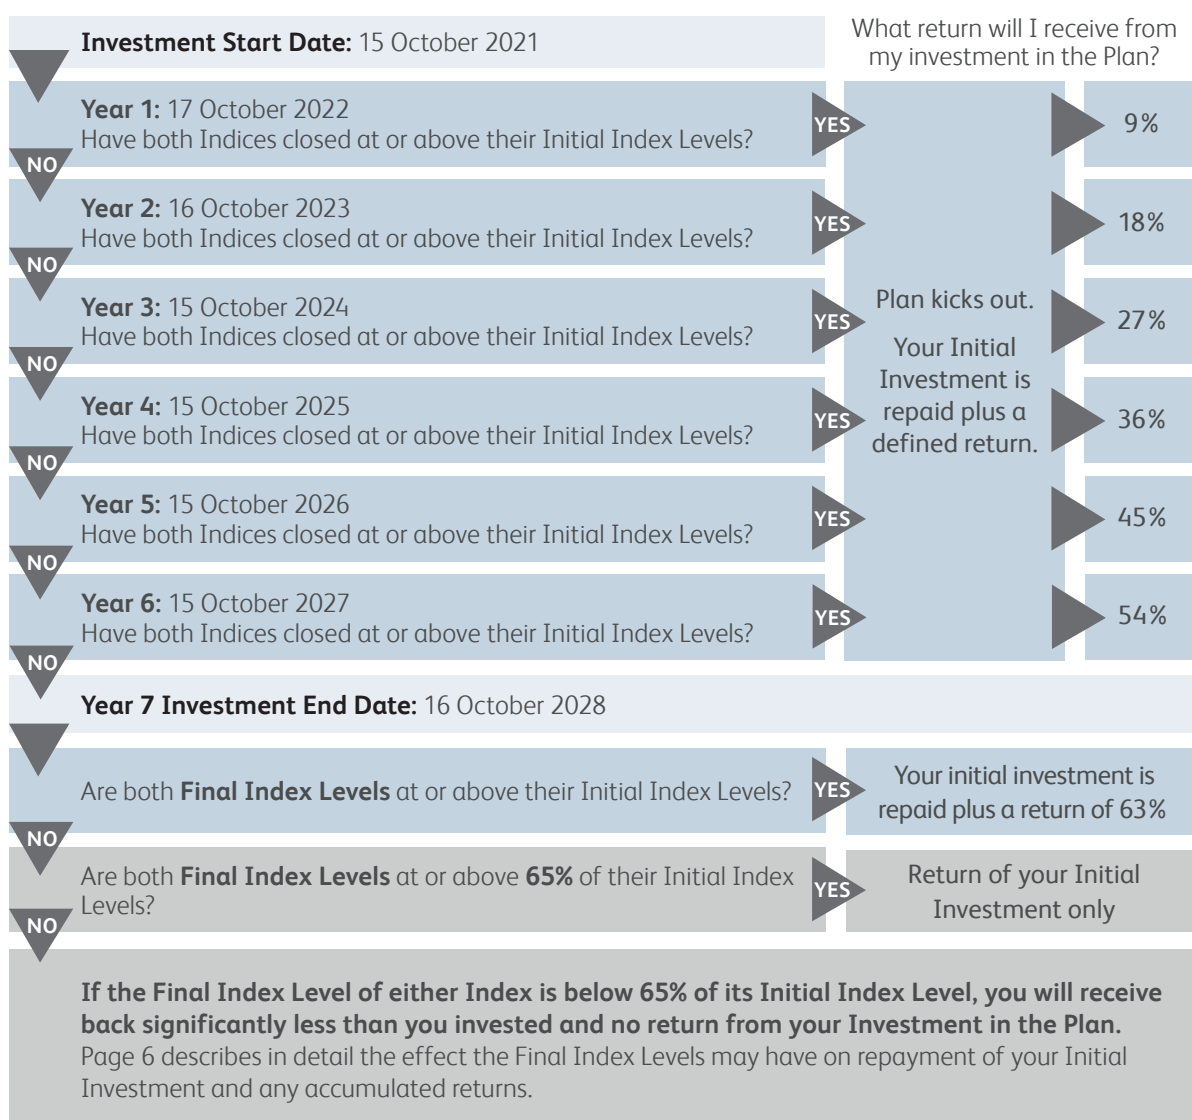 Investment Start Date: 15 October 2021
What return will I receive from
my investment in the Plan?
Year 1: 17 October 2022
Have both Indices closed at or above their Initial Index Levels?
YES
9%
NO
Year 2: 16 October 2023
Have both Indices closed at or above their Initial Index Levels?
YES
18%
NO
Year 3: 15 October 2024
Have both Indices closed at or above their Initial Index Levels?
YES
Plan kicks out.
Your Initial
Investment is
repaid plus a
defined return.
27%
NO
Year 4: 15 October 2025
Have both Indices closed at or above their Initial Index Levels?
YES
36%
NO
Year 5: 15 October 2026
Have both Indices closed at or above their Initial Index Levels?
YES
45%
NO
Year 6: 15 October 2027
Have both Indices closed at or above their Initial Index Levels?
YES
54%
NO
Year 7 Investment End Date: 16 October 2028
Are both Final Index Levels at or above their Initial Index Levels?
YES
Your initial investment is
repaid plus a return of 63%
NO
Are both Final Index Levels at or above 65% of their Initial Index
Levels?
YES
Return of your Initial
Investment only
NO
If the Final Index Level of either Index is below 65% of its Initial Index Level, you will receive
back significantly less than you invested and no return from your Investment in the Plan.
Page 6 describes in detail the effect the Final Index Levels may have on repayment of your Initial
Investment and any accumulated returns.